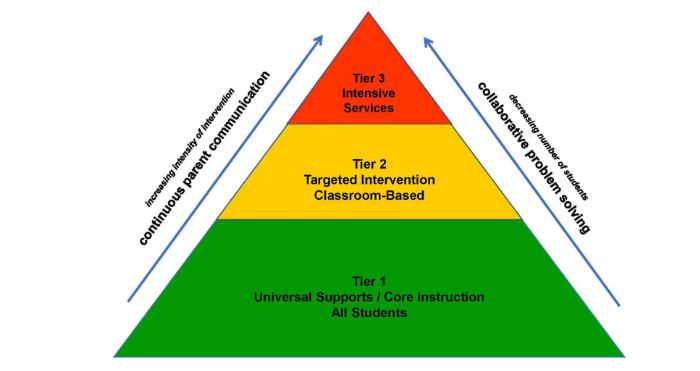 Tier 3
Intensive
Services
Tier 2
Targeted Intervention
Classroom-Based
Tier 1
Universal Supports / Core Instruction
All Students
increasing intensity of intervention
continuous parent communication
decreasing number of students
collaborative problem solving